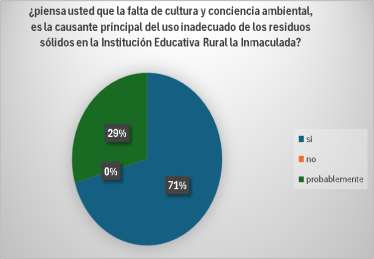 ¿piensa usted que la falta de cultura y conciencia ambiental,
es la causante principal del uso inadecuado de los residuos
sólidos en la Institución Educativa Rural la Inmaculada?
29%
0%
71%
si
no
probablemente